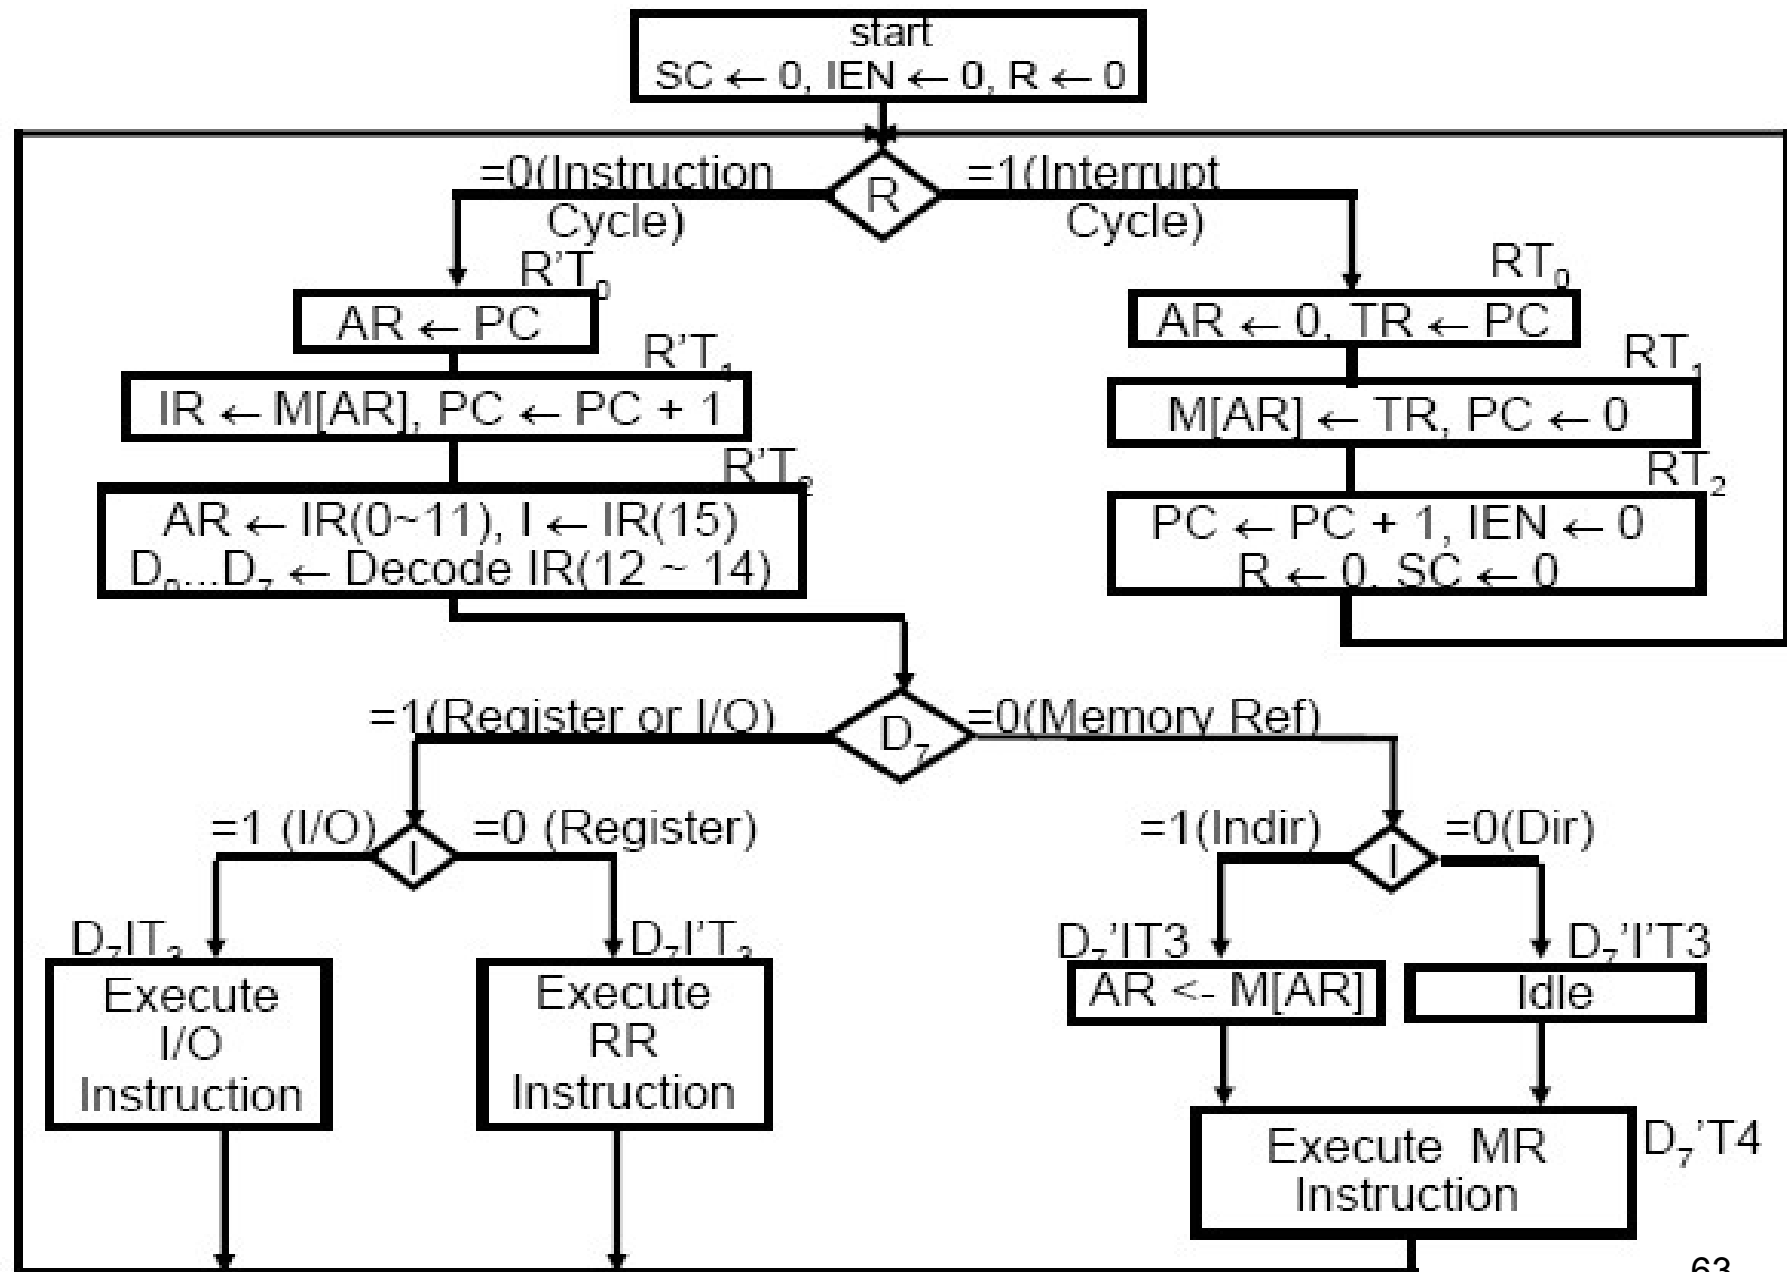 start
SC ← 0, IEN ← 0, R ← 0
=0(Instruction
Cycle)
R
=1(Interrupt
Cycle)
R'T₀
AR ← PC
R'T₁
IR ← M[AR], PC ← PC + 1
R'T₂
AR ← IR(0~11), I ← IR(15)
D₀...D₇ ← Decode IR(12 ~ 14)
RT₀
AR ← 0, TR ← PC
RT₁
M[AR] ← TR, PC ← 0
RT₂
PC ← PC + 1, IEN ← 0
R ← 0, SC ← 0
=1(Register or I/O)
D₇
=0(Memory Ref)
=1 (I/O)
I
=0 (Register)
=1(Indir)
I
=0(Dir)
D₇IT₃
Execute
I/O
Instruction
D₇I'T₃
Execute
RR
Instruction
D₇'IT3
AR <- M[AR]
D₇'I'T3
Idle
Execute MR
Instruction
D₇'T4
63